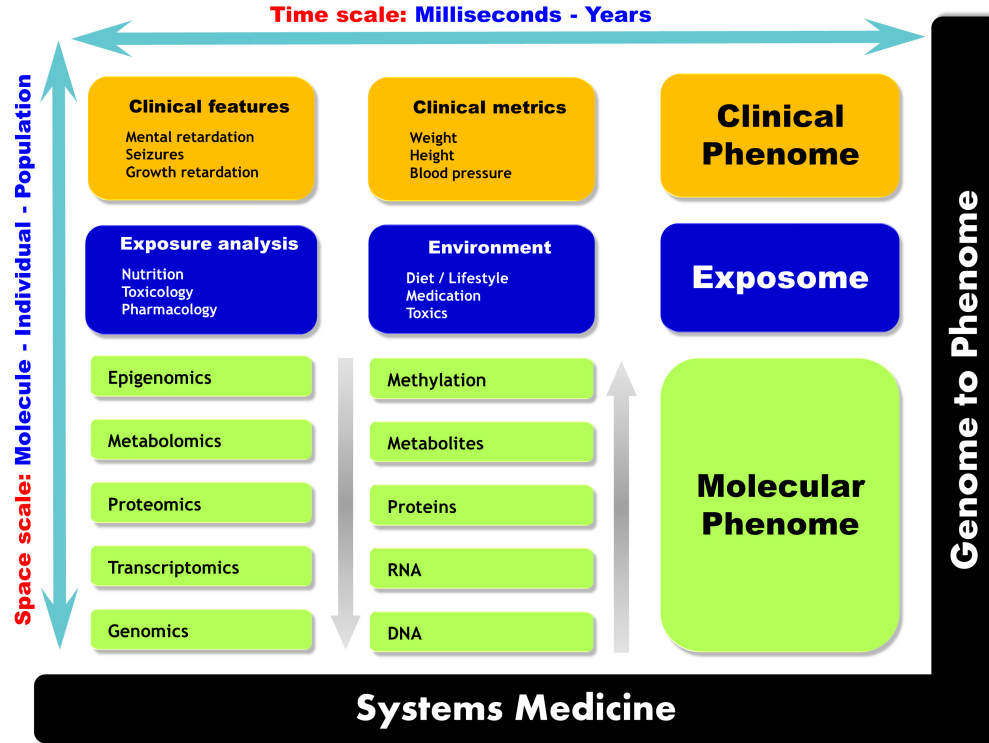 Time scale: Milliseconds - Years
Space scale: Molecule - Individual - Population
Clinical features
Mental retardation
Seizures
Growth retardation
Clinical metrics
Weight
Height
Blood pressure
Clinical
Phenome
Exposure analysis
Nutrition
Toxicology
Pharmacology
Environment
Diet / Lifestyle
Medication
Toxics
Exposome
Epigenomics
Methylation
Metabolomics
Metabolites
Proteomics
Proteins
Transcriptomics
RNA
Genomics
DNA
Molecular
Phenome
Genome to Phenome
Systems Medicine